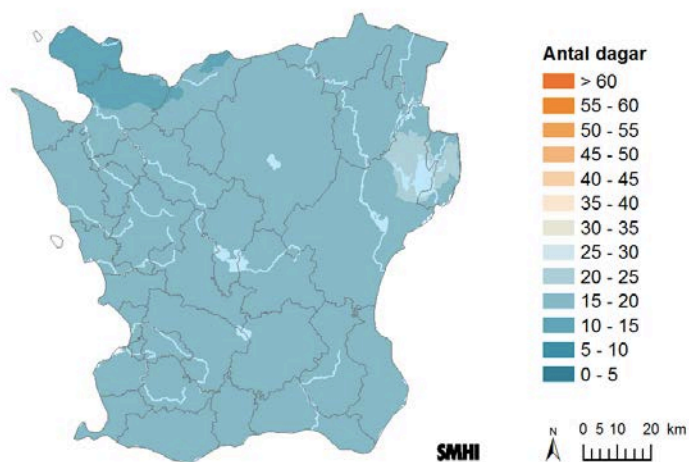 Antal dagar
> 60
55 - 60
50 - 55
45 - 50
40 - 45
35 - 40
30 - 35
25 - 30
20 - 25
15 - 20
10 - 15
5 - 10
0 - 5
SMHI
N
0 5 10 20 km